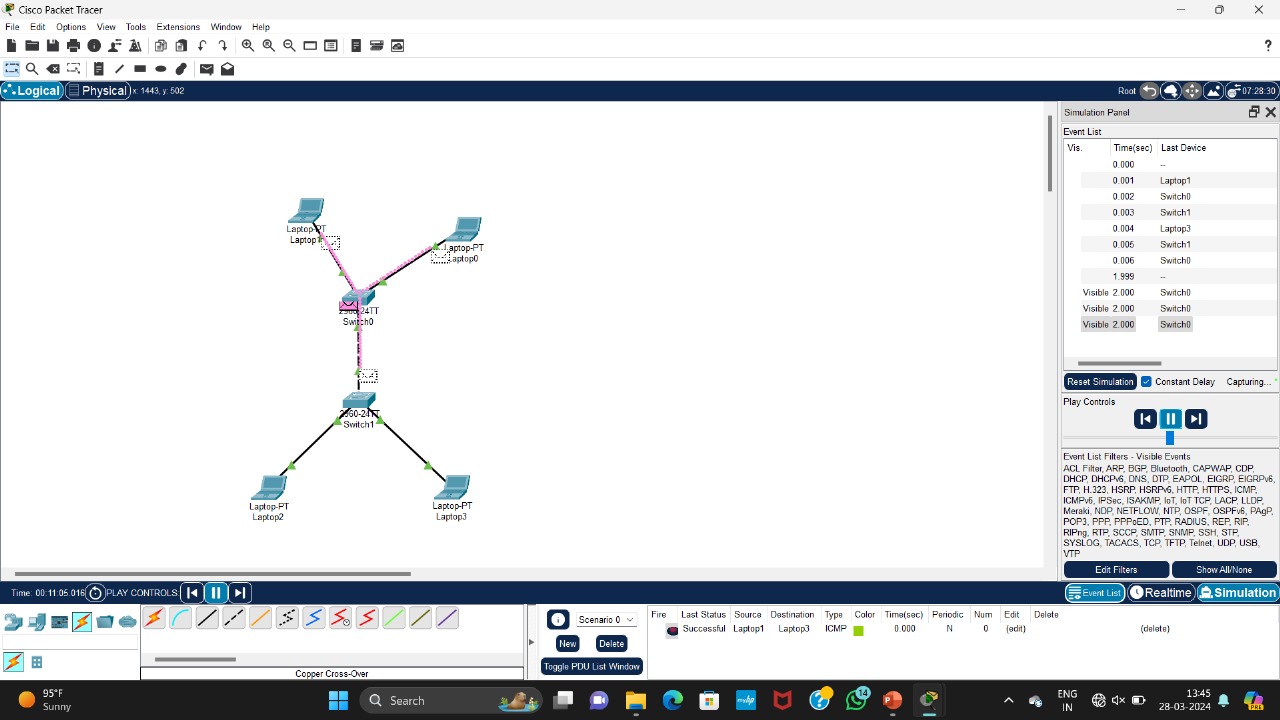 Cisco Packet Tracer
File Edit Options View Tools Extensions Window Help
?
Logical Physical x: 1443, y: 502 Root 07:28:30
Simulation Panel
Event List
Vis. Time(sec) Last Device
0.000 --
0.001 Laptop1
0.002 Switch0
0.003 Switch1
0.004 Laptop3
0.005 Switch1
0.006 Switch0
1.999 --
Visible 2.000 Switch0
Visible 2.000 Switch0
Visible 2.000 Switch0
Reset Simulation Constant Delay Capturing...
Play Controls
Event List Filters - Visible Events
ACL Filter, ARP, BGP, Bluetooth, CAPWAP, CDP,
DHCP, DHCPv6, DNS, DTP, EAPOL, EIGRP, EIGRPv6,
FTP, H.323, HSRP, HSRPv6, HTTP, HTTPS, ICMP,
ICMPv6, IPSec, ISAKMP, IoT, IoT TCP, LACP, LLDP,
Meraki, NDP, NETFLOW, NTP, OSPF, OSPFv6, PAgP,
POP3, PPP, PPPoED, PTP, RADIUS, REP, RIP,
RIPng, RTP, SCCP, SMTP, SNMP, SSH, STP,
SYSLOG, TACACS, TCP, TFTP, Telnet, UDP, USB,
VTP
Edit Filters Show All/None
Event List Realtime Simulation
Laptop-PT
Laptop1
Laptop-PT
Laptop0
2960-24TT
Switch0
2960-24TT
Switch1
Laptop-PT
Laptop2
Laptop-PT
Laptop3
Time: 00:11:05.016 PLAY CONTROLS:
Copper Cross-Over
Scenario 0
New Delete
Toggle PDU List Window
Fire Last Status Source Destination Type Color Time(sec) Periodic Num Edit Delete
Successful Laptop1 Laptop3 ICMP 0.000 N 0 (edit) (delete)
95°F
Sunny
Search
14
ENG
IN
13:45
28-03-2024